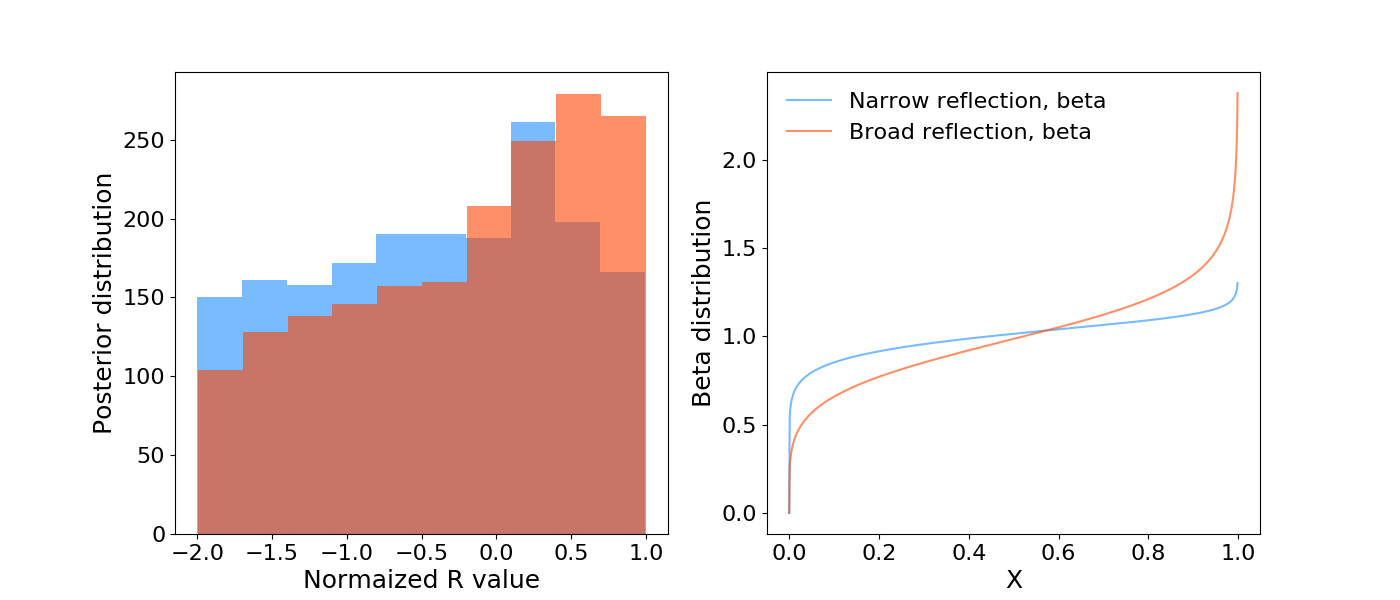 Posterior distribution
250
200
150
100
50
0
−2.0 −1.5 −1.0 −0.5 0.0 0.5 1.0
Normaized R value
Beta distribution
2.0
1.5
1.0
0.5
0.0
0.0 0.2 0.4 0.6 0.8 1.0
X
Narrow reflection, beta
Broad reflection, beta